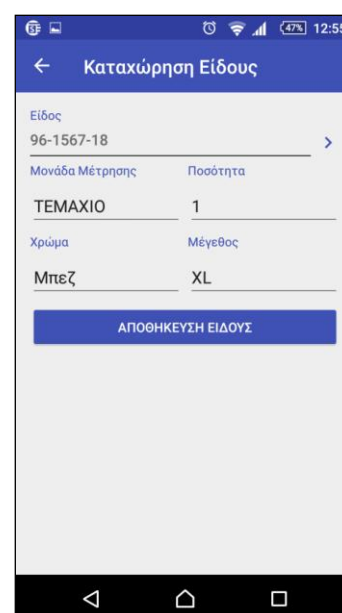 47% 12:55
Καταχώρηση Είδους
Είδος
96-1567-18
Μονάδα Μέτρησης Ποσότητα
ΤΕΜΑΧΙΟ 1
Χρώμα Μέγεθος
Μπεζ XL
ΑΠΟΘΗΚΕΥΣΗ ΕΙΔΟΥΣ